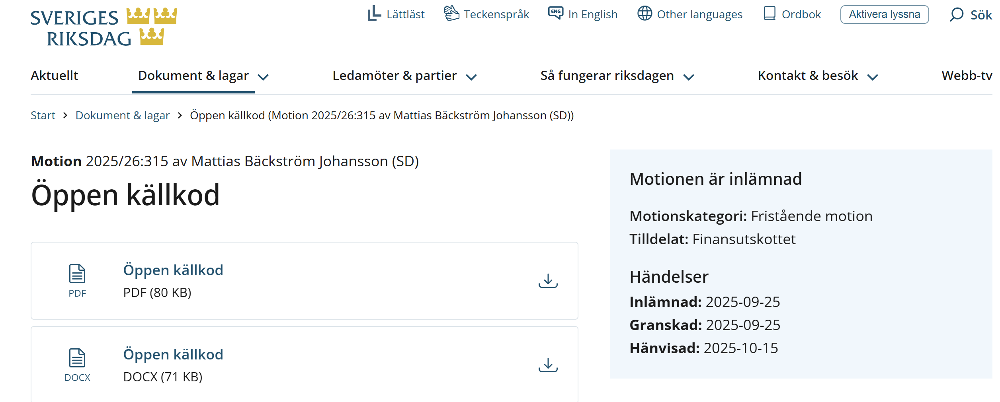 SVERIGES
RIKSDAG
Lättläst
Teckenspråk
ENG
In English
Other languages
Ordbok
Aktivera lyssna
Sök
Aktuellt
Dokument & lagar
Ledamöter & partier
Så fungerar riksdagen
Kontakt & besök
Webb-tv
Start > Dokument & lagar > Öppen källkod (Motion 2025/26:315 av Mattias Bäckström Johansson (SD))
Motion 2025/26:315 av Mattias Bäckström Johansson (SD)
Öppen källkod
PDF
Öppen källkod
PDF (80 KB)
DOCX
Öppen källkod
DOCX (71 KB)
Motionen är inlämnad
Motionskategori: Fristående motion
Tilldelat: Finansutskottet
Händelser
Inlämnad: 2025-09-25
Granskad: 2025-09-25
Hänvisad: 2025-10-15